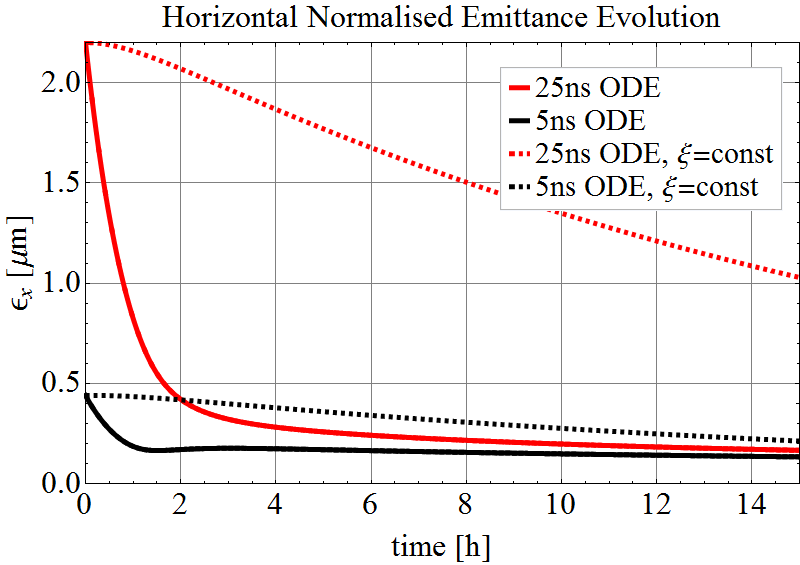 Horizontal Normalised Emittance Evolution
25ns ODE
5ns ODE
25ns ODE, ξ=const
5ns ODE, ξ=const
ϵx [μm]
2.0
1.5
1.0
0.5
0.0
0 2 4 6 8 10 12 14
time [h]